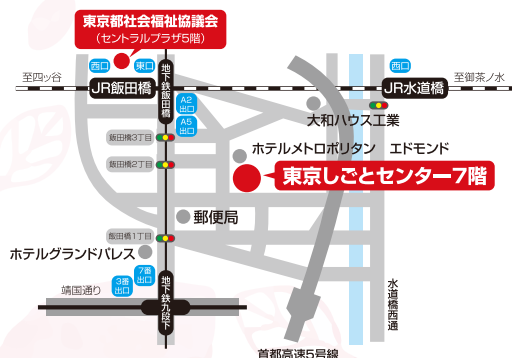 東京都社会福祉協議会
(セントラルプラザ5階)
西口
東口
西口
至四ッ谷
JR飯田橋
地下鉄飯田橋
JR水道橋
至御茶ノ水
A2
出口
A5
出口
大和ハウス工業
飯田橋3丁目
ホテルメトロポリタン エドモンド
飯田橋2丁目
東京しごとセンター7階
郵便局
飯田橋1丁目
ホテルグランドパレス
7番
出口
3番
出口
靖国通り
地下鉄九段下
水道橋西通
首都高速5号線